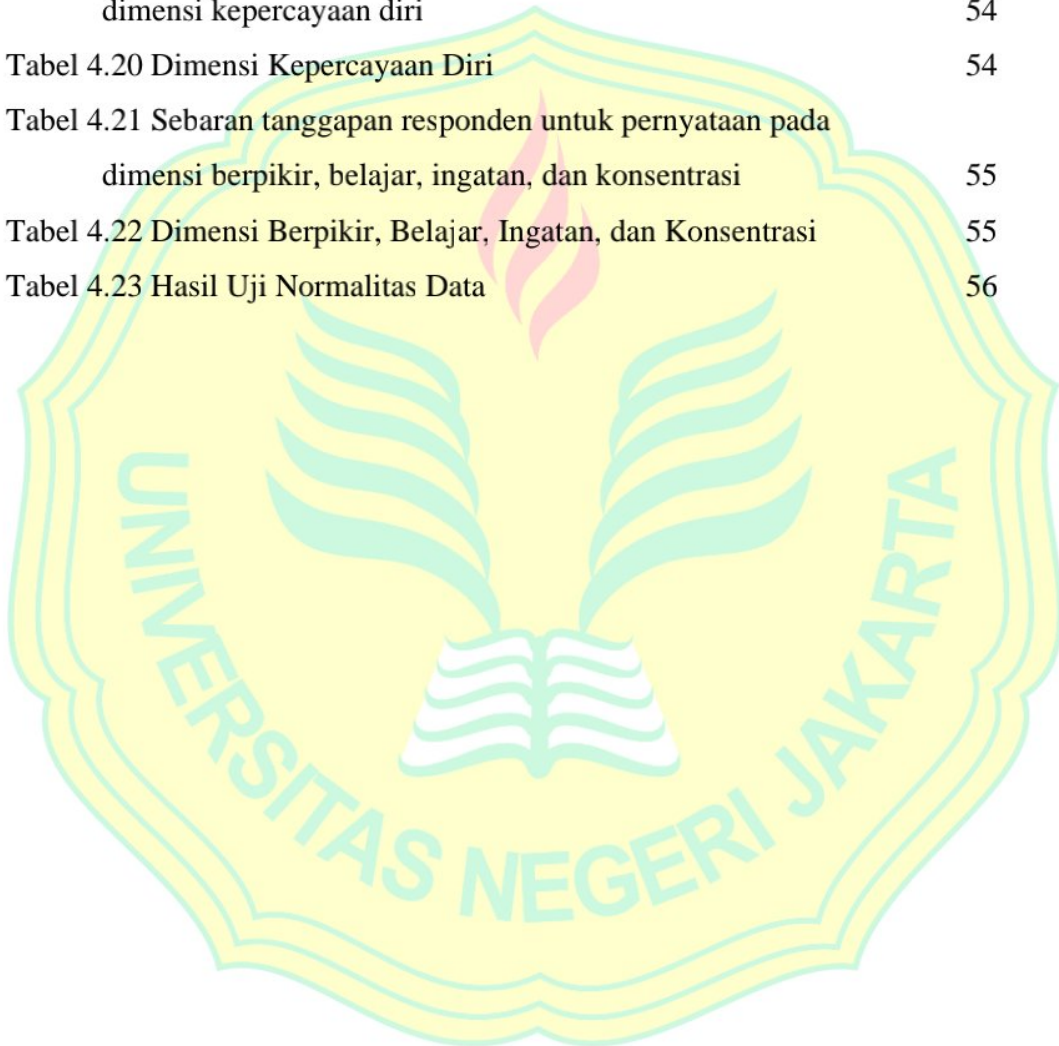 dimensi kepercayaan diri 54
Tabel 4.20 Dimensi Kepercayaan Diri 54
Tabel 4.21 Sebaran tanggapan responden untuk pernyataan pada
dimensi berpikir, belajar, ingatan, dan konsentrasi 55
Tabel 4.22 Dimensi Berpikir, Belajar, Ingatan, dan Konsentrasi 55
Tabel 4.23 Hasil Uji Normalitas Data 56
UNIVERSITAS NEGERI JAKARTA